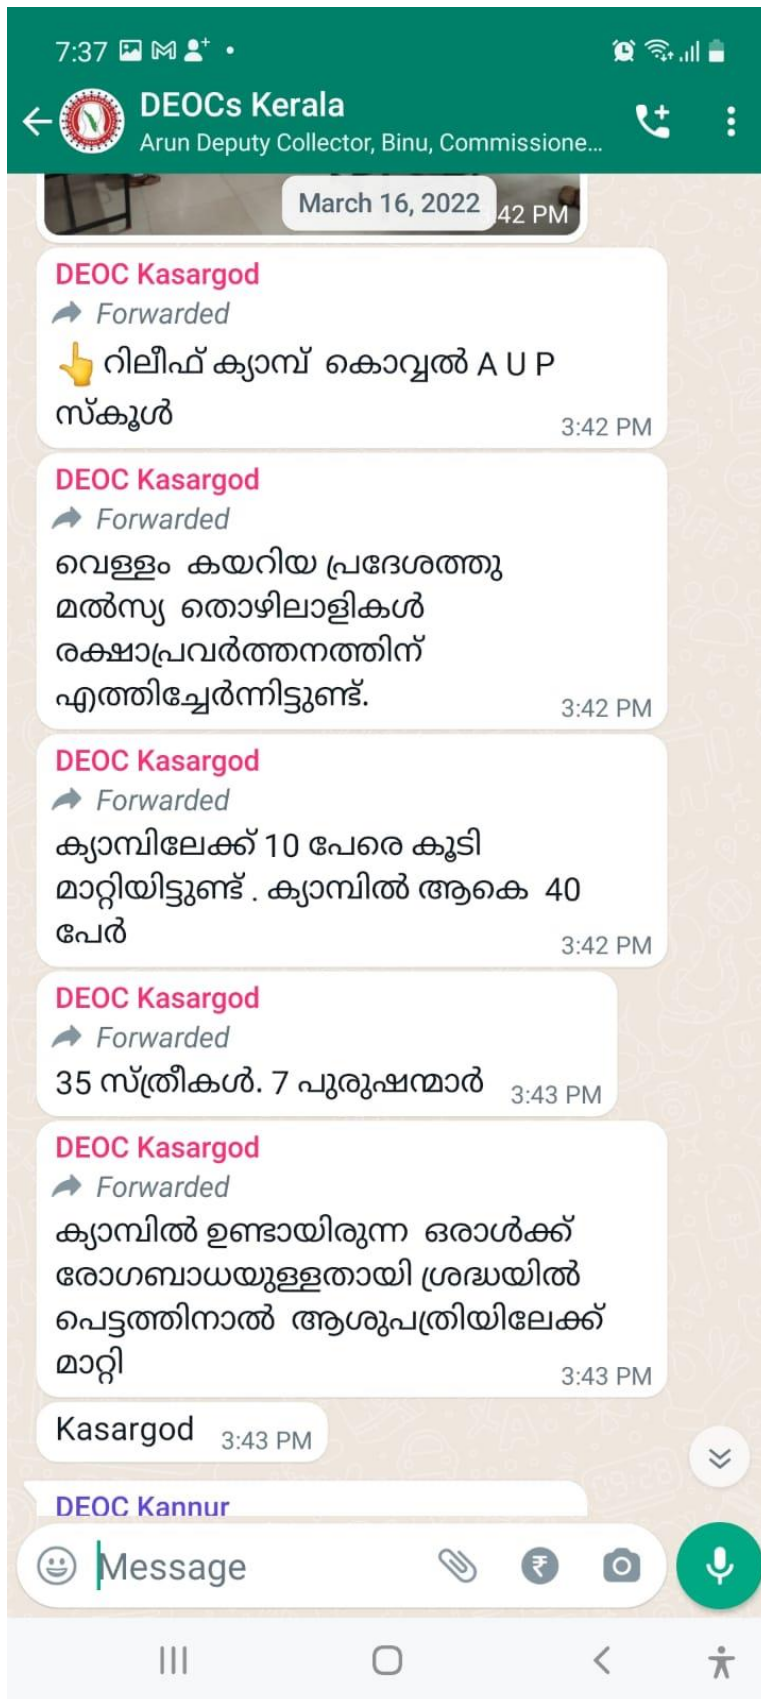 7:37
DEOCs Kerala
Arun Deputy Collector, Binu, Commissione...
March 16, 2022
42 PM
DEOC Kasargod
Forwarded
👆 റിലീഫ് ക്യാമ്പ് കൊവ്വൽ A U P
സ്കൂൾ
3:42 PM
DEOC Kasargod
Forwarded
വെള്ളം കയറിയ പ്രദേശത്തു
മൽസ്യ തൊഴിലാളികൾ
രക്ഷാപ്രവർത്തനത്തിന്
എത്തിച്ചേർന്നിട്ടുണ്ട്.
3:42 PM
DEOC Kasargod
Forwarded
ക്യാമ്പിലേക്ക് 10 പേരെ കൂടി
മാറ്റിയിട്ടുണ്ട് . ക്യാമ്പിൽ ആകെ 40
പേർ
3:42 PM
DEOC Kasargod
Forwarded
35 സ്ത്രീകൾ. 7 പുരുഷന്മാർ
3:43 PM
DEOC Kasargod
Forwarded
ക്യാമ്പിൽ ഉണ്ടായിരുന്ന ഒരാൾക്ക്
രോഗബാധയുള്ളതായി ശ്രദ്ധയിൽ
പെട്ടത്തിനാൽ ആശുപത്രിയിലേക്ക്
മാറ്റി
3:43 PM
Kasargod
3:43 PM
DEOC Kannur
Message